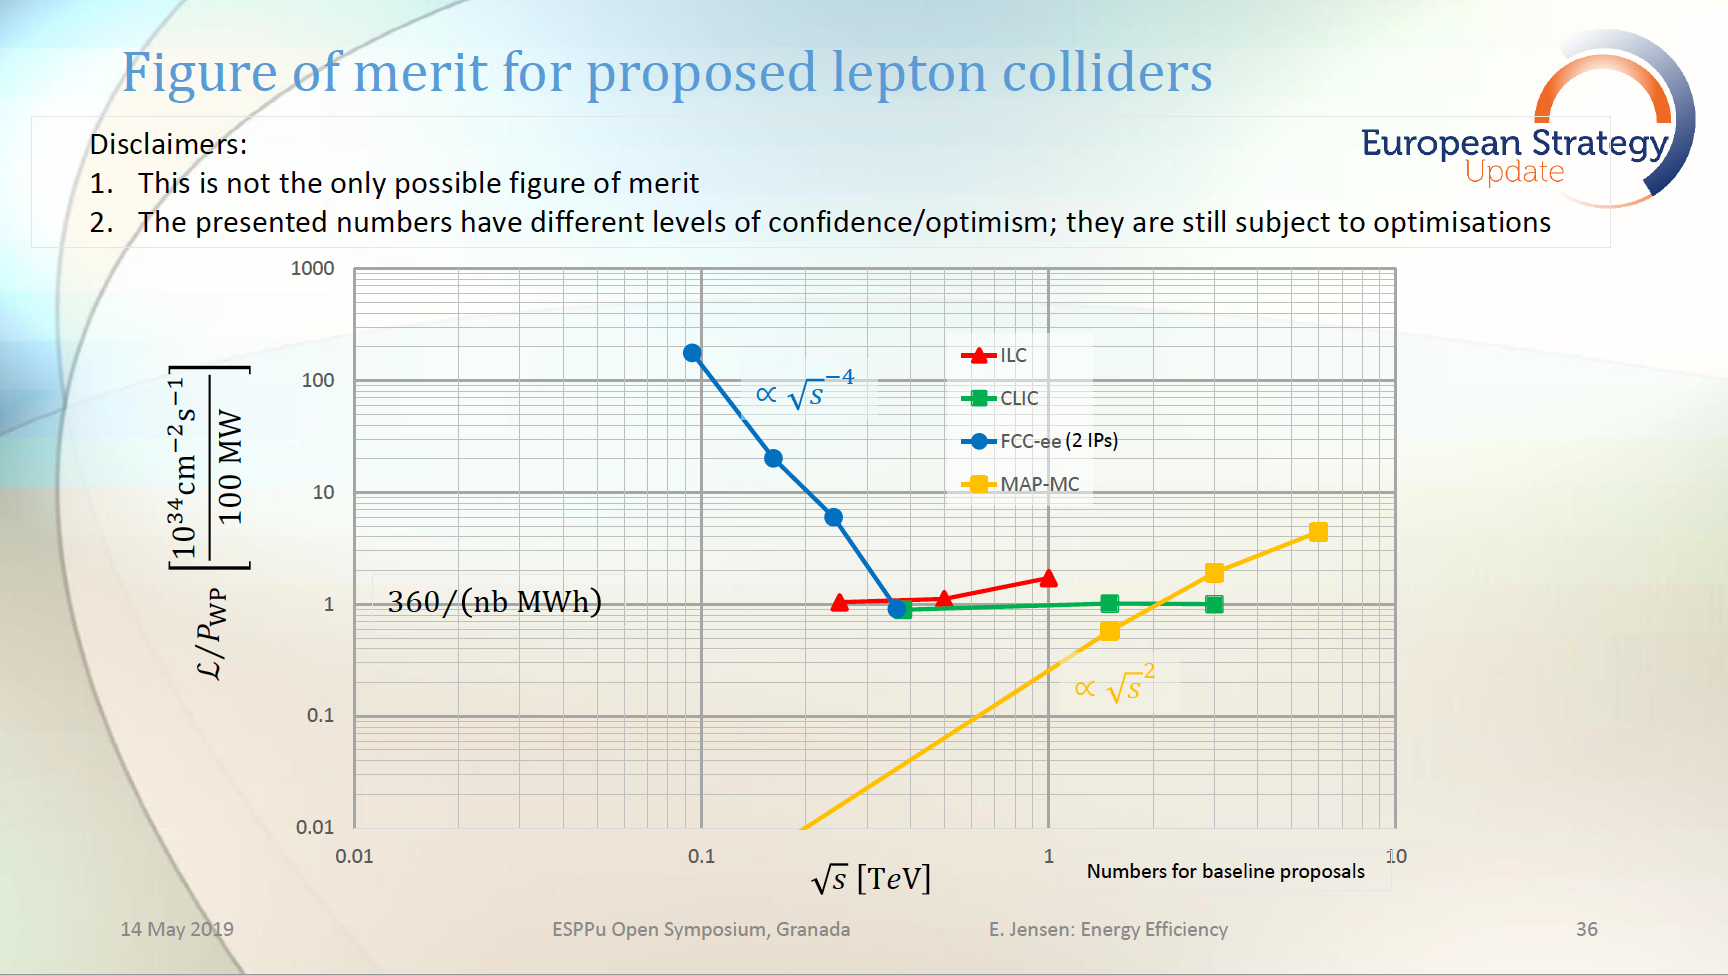 Figure of merit for proposed lepton colliders
European Strategy
Update
Disclaimers:
1. This is not the only possible figure of merit
2. The presented numbers have different levels of confidence/optimism; they are still subject to optimisations
ℒ/P_WP [10^34 cm^−2 s^−1 / 100 MW]
1000
100
10
1
0.1
0.01
∝ √s^−4
ILC
CLIC
FCC-ee (2 IPs)
MAP-MC
360/(nb MWh)
∝ √s^2
0.01
0.1
1
10
√s [TeV]
Numbers for baseline proposals
14 May 2019
ESPPu Open Symposium, Granada
E. Jensen: Energy Efficiency
36